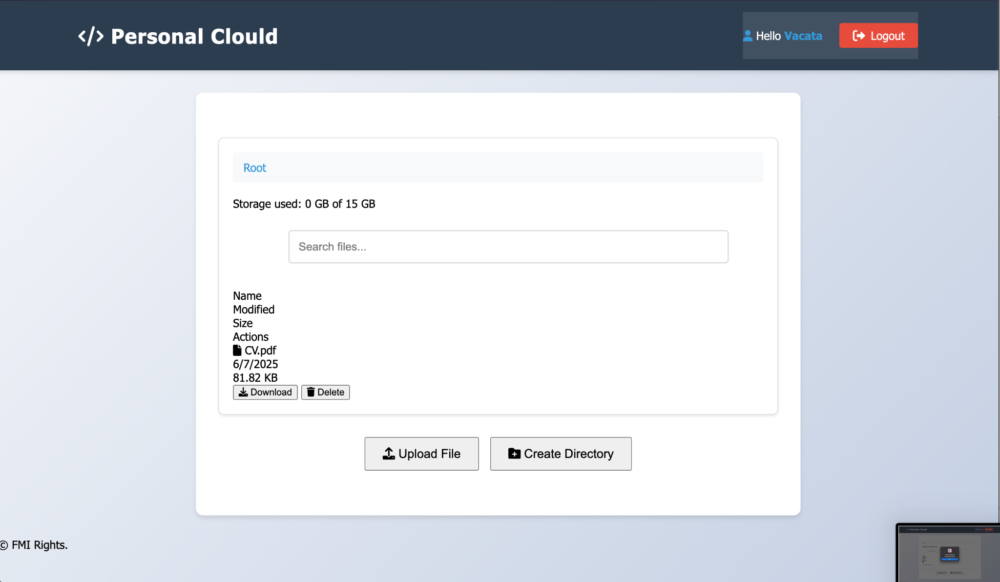 </> Personal Clould
Hello Vacata
Logout
Root
Storage used: 0 GB of 15 GB
Search files...
Name
Modified
Size
Actions
CV.pdf
6/7/2025
81.82 KB
Download Delete
Upload File Create Directory
© FMI Rights.